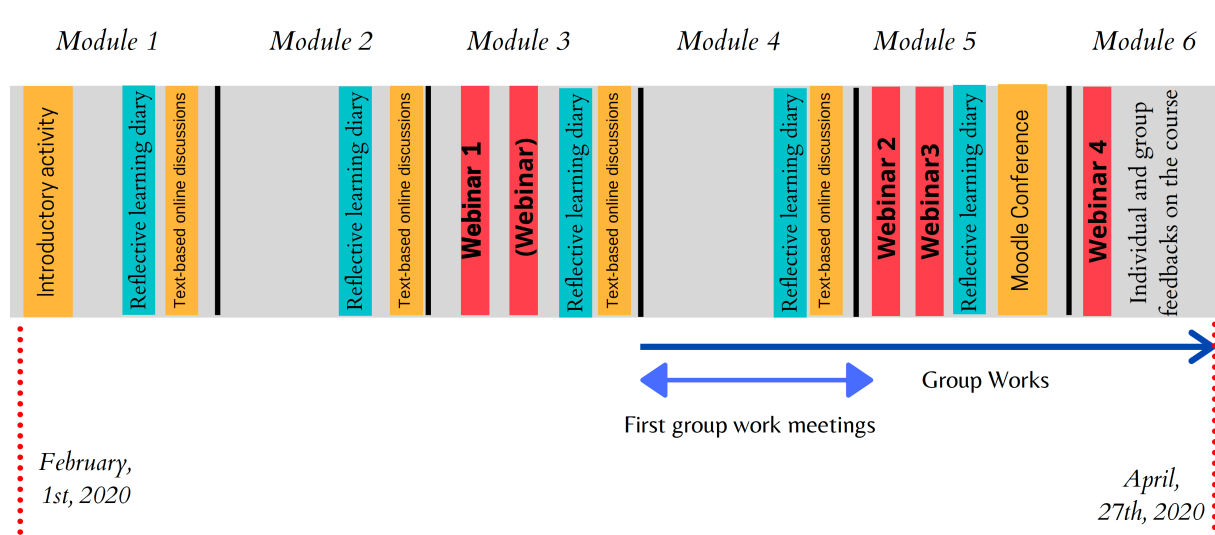 Module 1
Module 2
Module 3
Module 4
Module 5
Module 6
Introductory activity
Reflective learning diary
Text-based online discussions
Reflective learning diary
Text-based online discussions
Webinar 1
(Webinar)
Reflective learning diary
Text-based online discussions
Reflective learning diary
Text-based online discussions
Webinar 2
Webinar3
Reflective learning diary
Moodle Conference
Webinar 4
Individual and group
feedbacks on the course
Group Works
First group work meetings
February,
1st, 2020
April,
27th, 2020